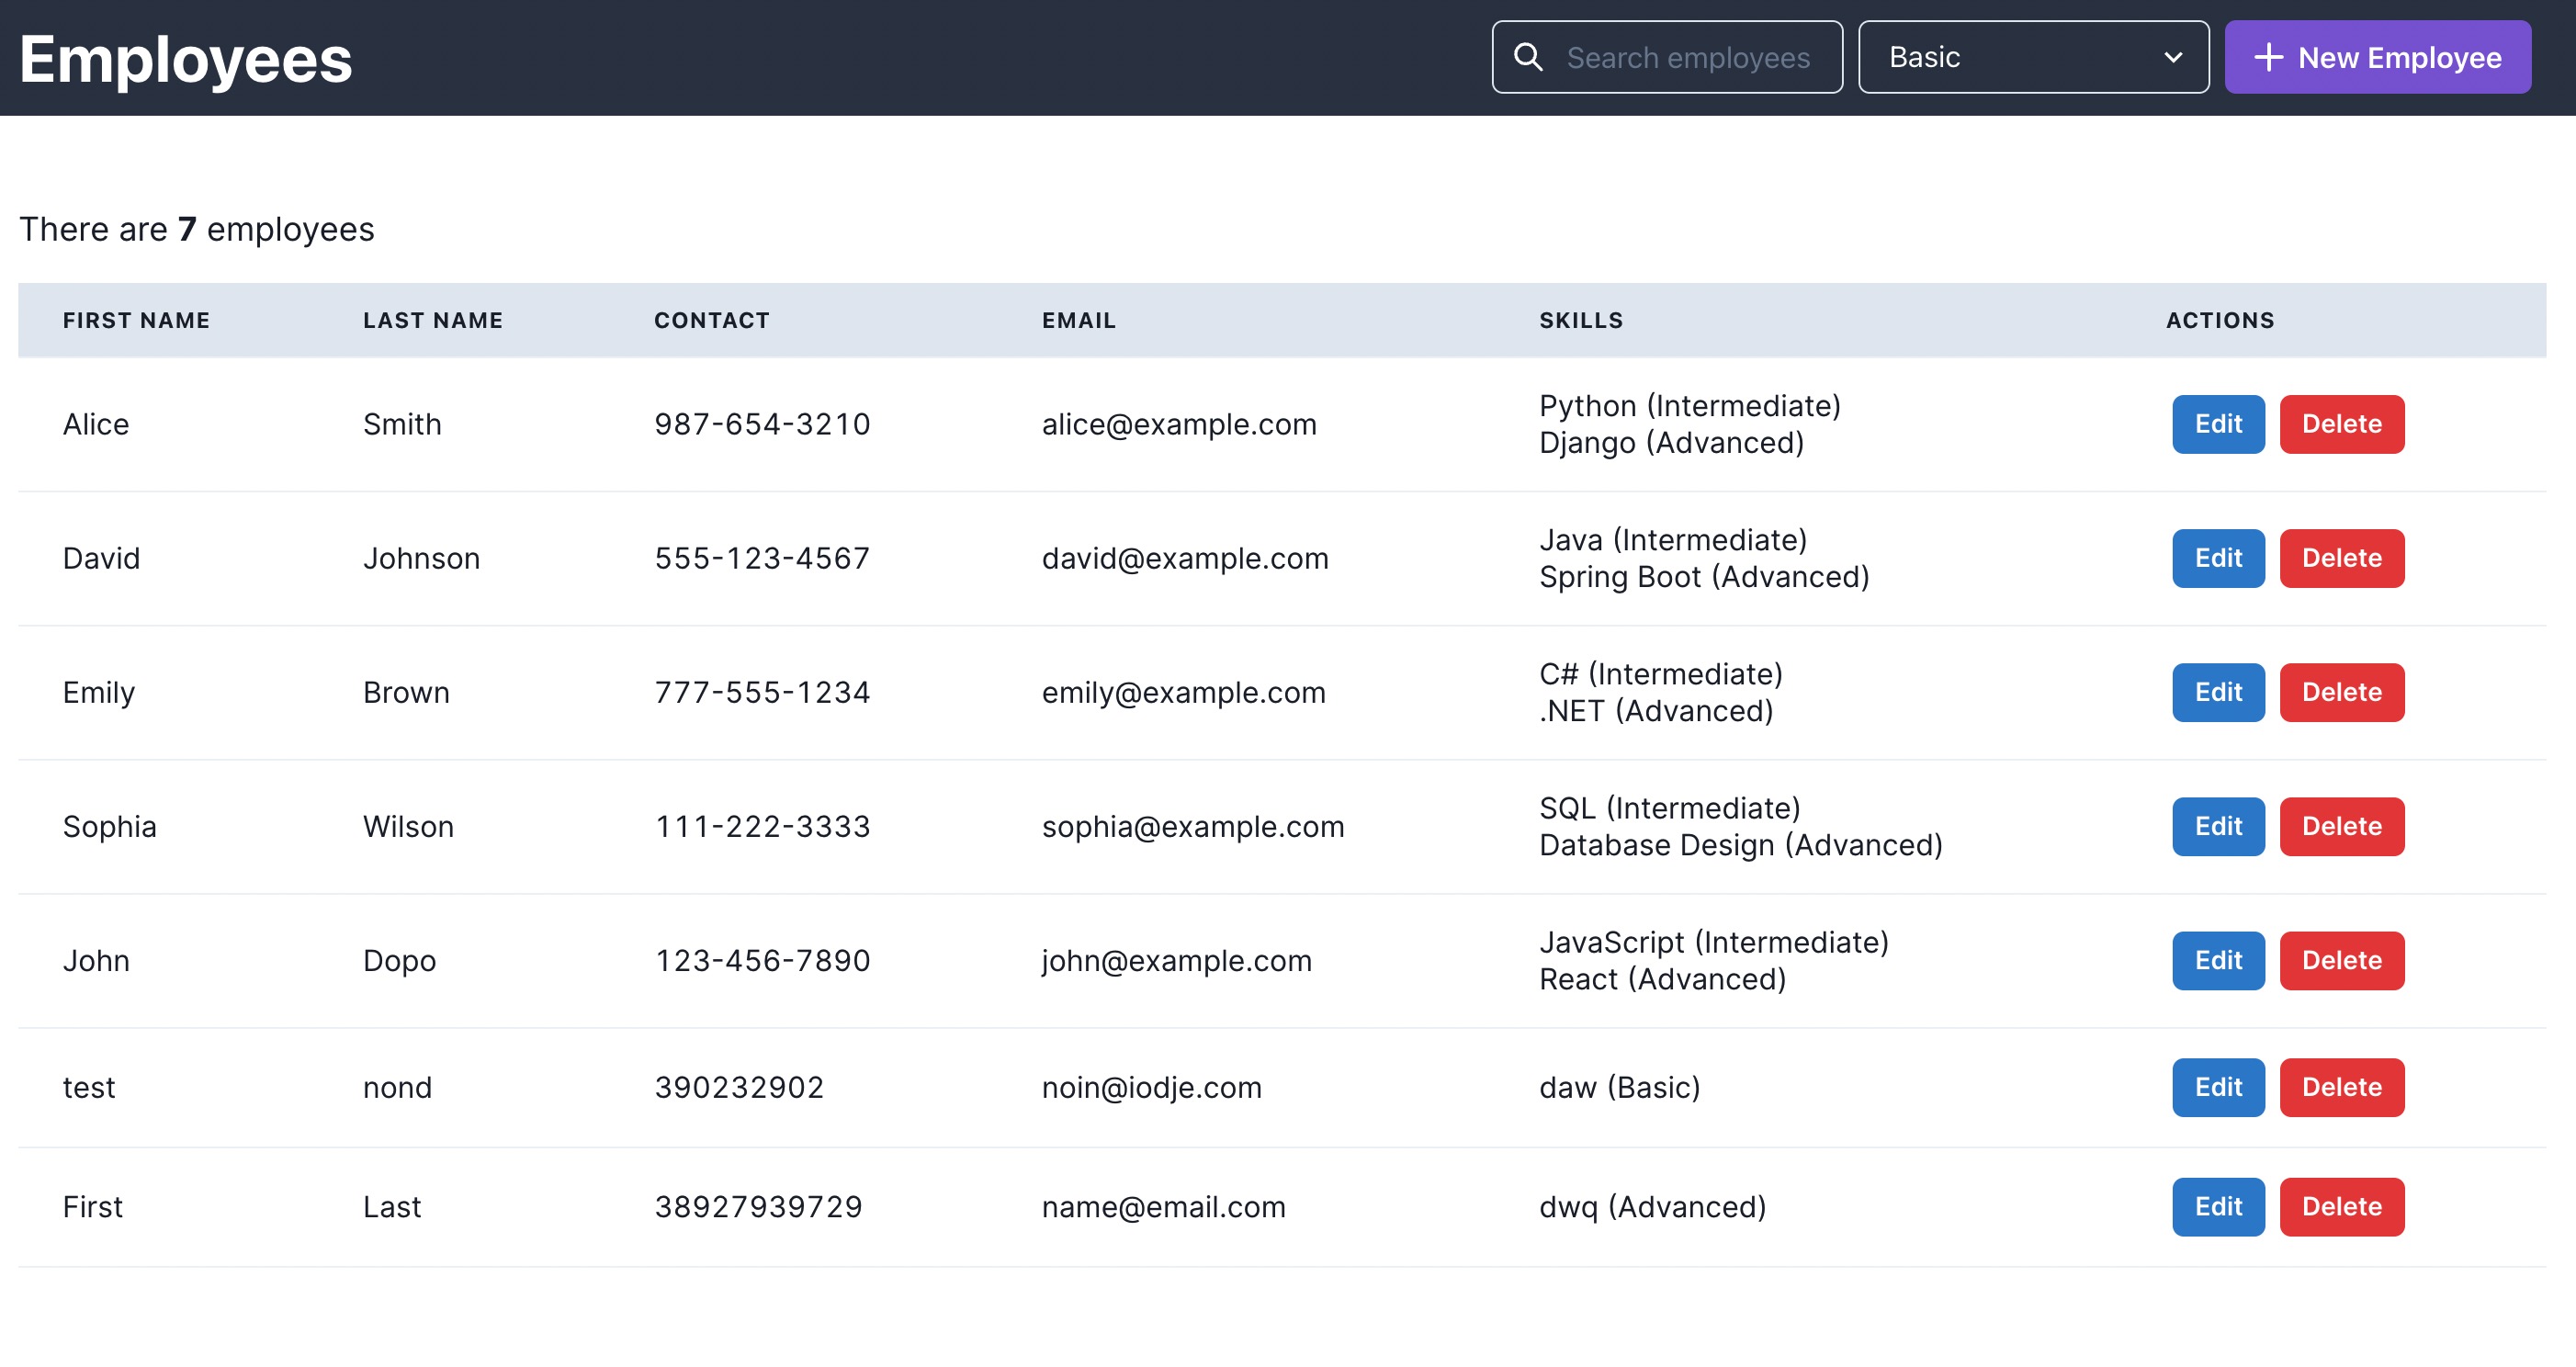 Employees
Search employees
Basic
New Employee
There are 7 employees
FIRST NAME LAST NAME CONTACT EMAIL SKILLS ACTIONS
Alice Smith 987-654-3210 alice@example.com Python (Intermediate)
Django (Advanced) Edit Delete
David Johnson 555-123-4567 david@example.com Java (Intermediate)
Spring Boot (Advanced) Edit Delete
Emily Brown 777-555-1234 emily@example.com C# (Intermediate)
.NET (Advanced) Edit Delete
Sophia Wilson 111-222-3333 sophia@example.com SQL (Intermediate)
Database Design (Advanced) Edit Delete
John Dopo 123-456-7890 john@example.com JavaScript (Intermediate)
React (Advanced) Edit Delete
test nond 390232902 noin@iodje.com daw (Basic) Edit Delete
First Last 38927939729 name@email.com dwq (Advanced) Edit Delete